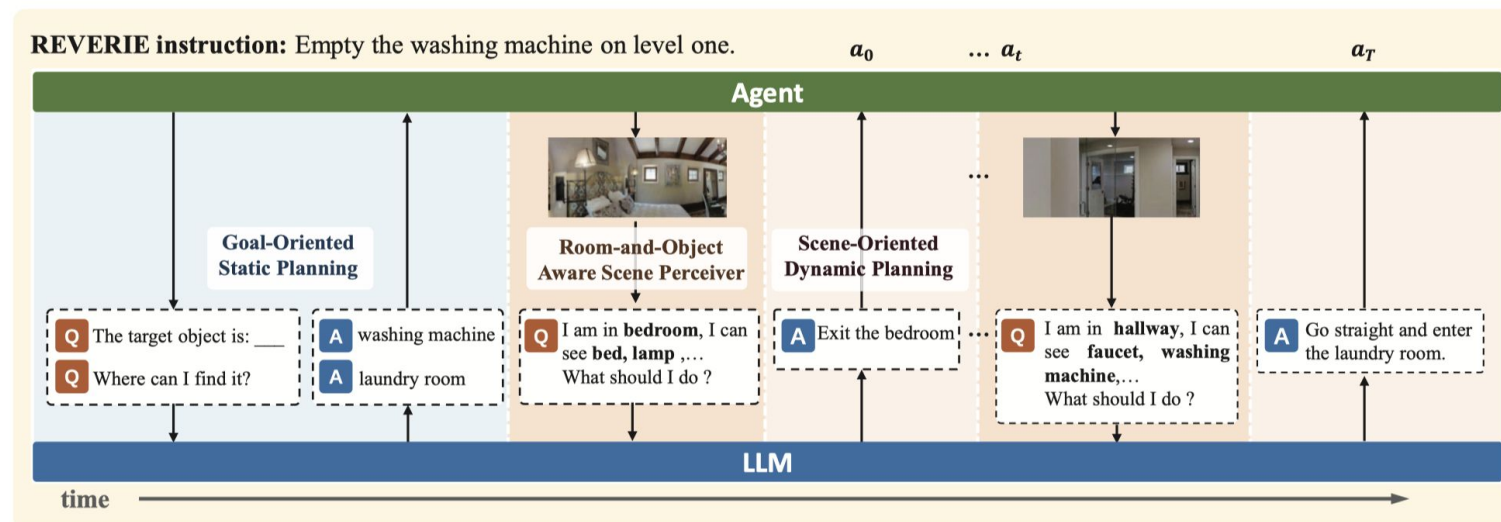 REVERIE instruction: Empty the washing machine on level one.
a0 ... at aT
Agent
Goal-Oriented
Static Planning
Room-and-Object
Aware Scene Perceiver
Scene-Oriented
Dynamic Planning
...
Q The target object is: ___
Q Where can I find it?
A washing machine
A laundry room
Q I am in bedroom, I can
see bed, lamp ,...
What should I do ?
A Exit the bedroom
...
Q I am in hallway, I can
see faucet, washing
machine,...
What should I do ?
A Go straight and enter
the laundry room.
LLM
time